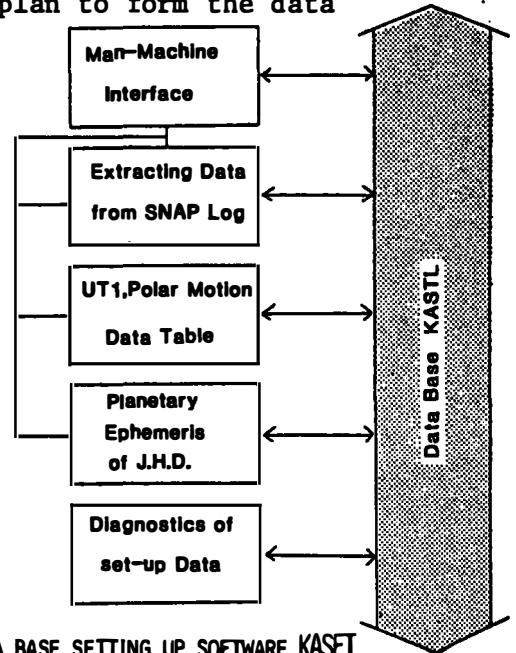 plan to form the data
Man-Machine
Interface
Extracting Data
from SNAP Log
UT1,Polar Motion
Data Table
Planetary
Ephemeris
of J.H.D.
Diagnostics of
set-up Data
Data Base KASTL
A BASE SETTING UP SOFTWARE KASET